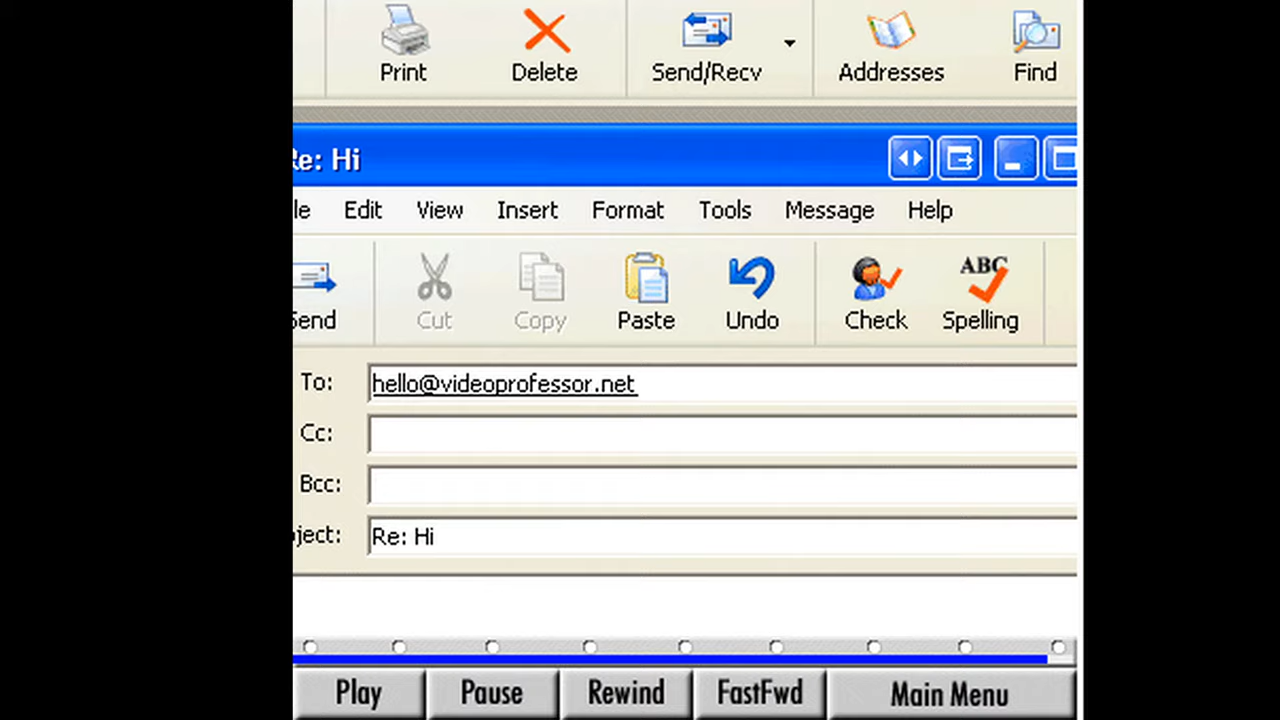 Print Delete Send/Recv Addresses Find
Re: Hi
le Edit View Insert Format Tools Message Help
ABC
Send Cut Copy Paste Undo Check Spelling
To: hello@videoprofessor.net
Cc:
Bcc:
ject: Re: Hi
Play Pause Rewind FastFwd Main Menu